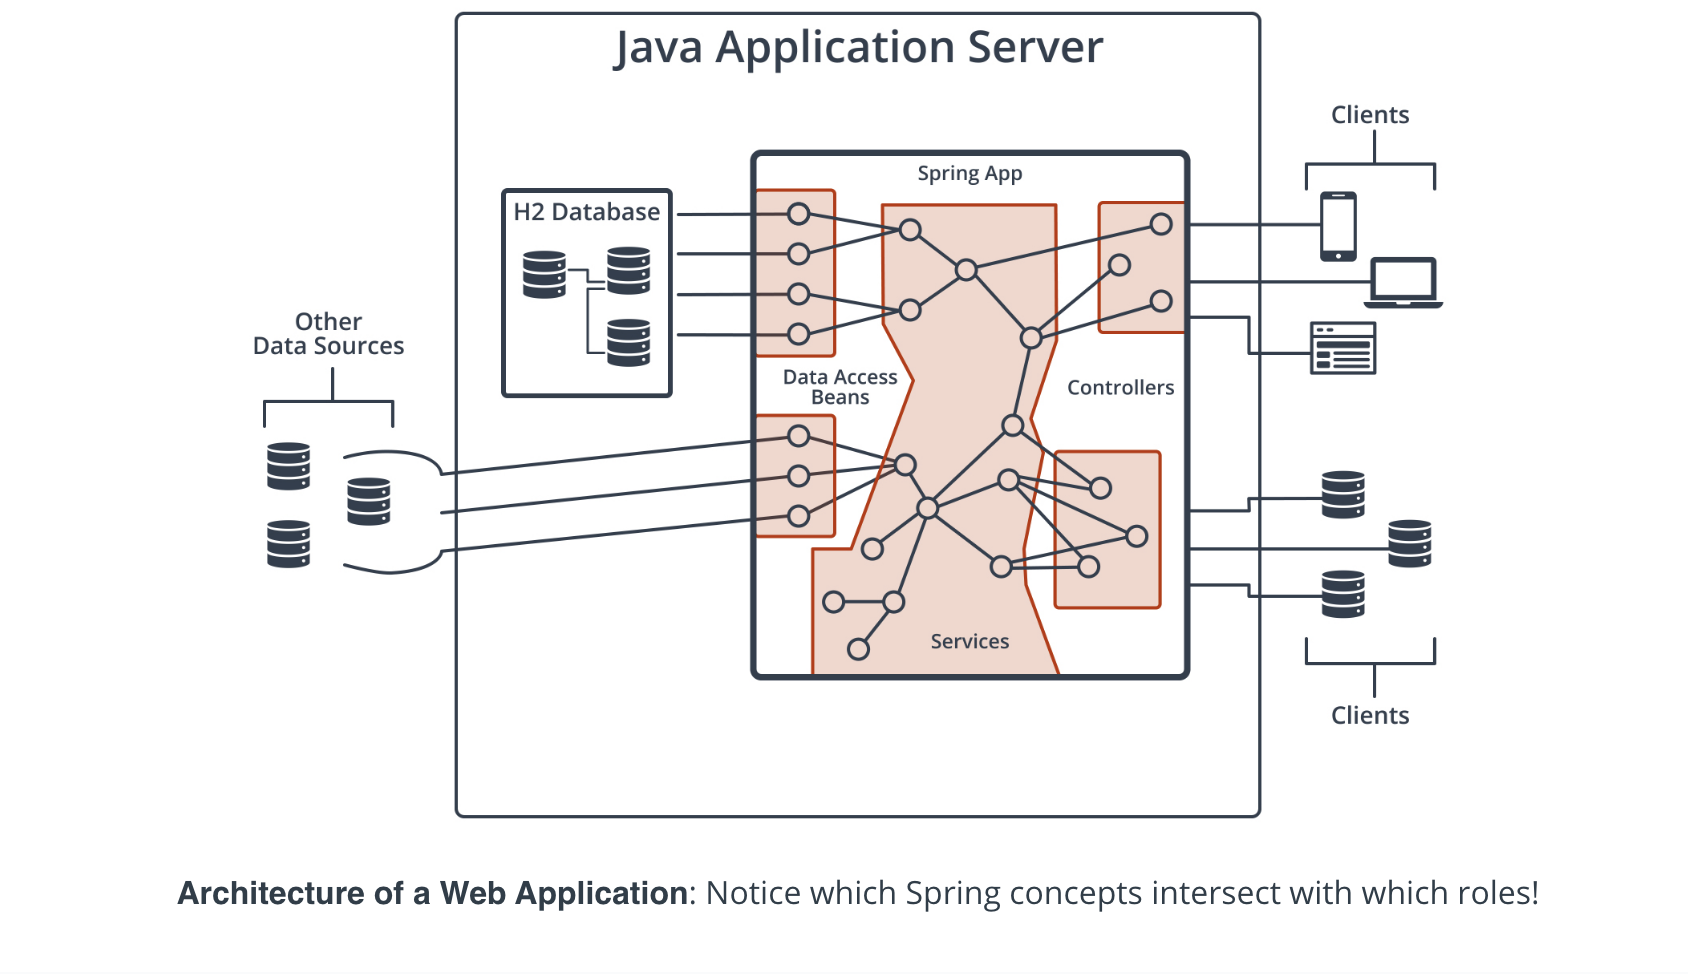 Java Application Server
Clients
Spring App
H2 Database
Other
Data Sources
Data Access
Beans
Controllers
Services
Clients
Architecture of a Web Application: Notice which Spring concepts intersect with which roles!